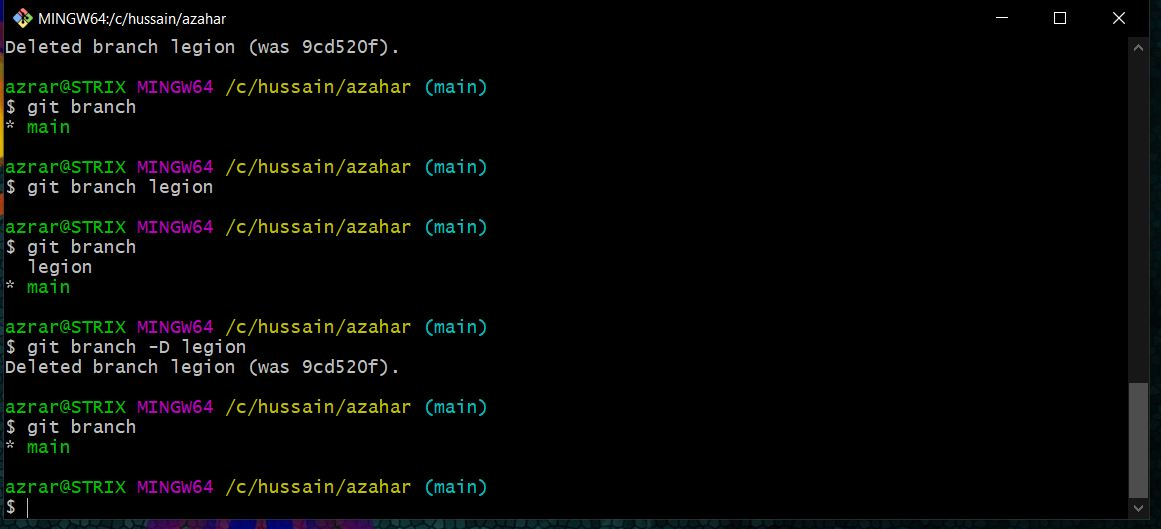 MINGW64:/c/hussain/azahar
Deleted branch legion (was 9cd520f).
azrar@STRIX MINGW64 /c/hussain/azahar (main)
$ git branch
* main
azrar@STRIX MINGW64 /c/hussain/azahar (main)
$ git branch legion
azrar@STRIX MINGW64 /c/hussain/azahar (main)
$ git branch
  legion
* main
azrar@STRIX MINGW64 /c/hussain/azahar (main)
$ git branch -D legion
Deleted branch legion (was 9cd520f).
azrar@STRIX MINGW64 /c/hussain/azahar (main)
$ git branch
* main
azrar@STRIX MINGW64 /c/hussain/azahar (main)
$